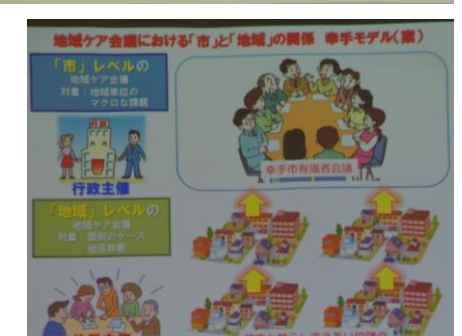 地域ケア会議における「市」と「地域」の関係 幸手モデル(案)
「市」レベルの
地域ケア会議
対象:地域単位の
マクロな課題
行政
行政主催
幸手市有識者会議
「地域」レベルの
地域ケア会議
対象:個別のケース
地区診断